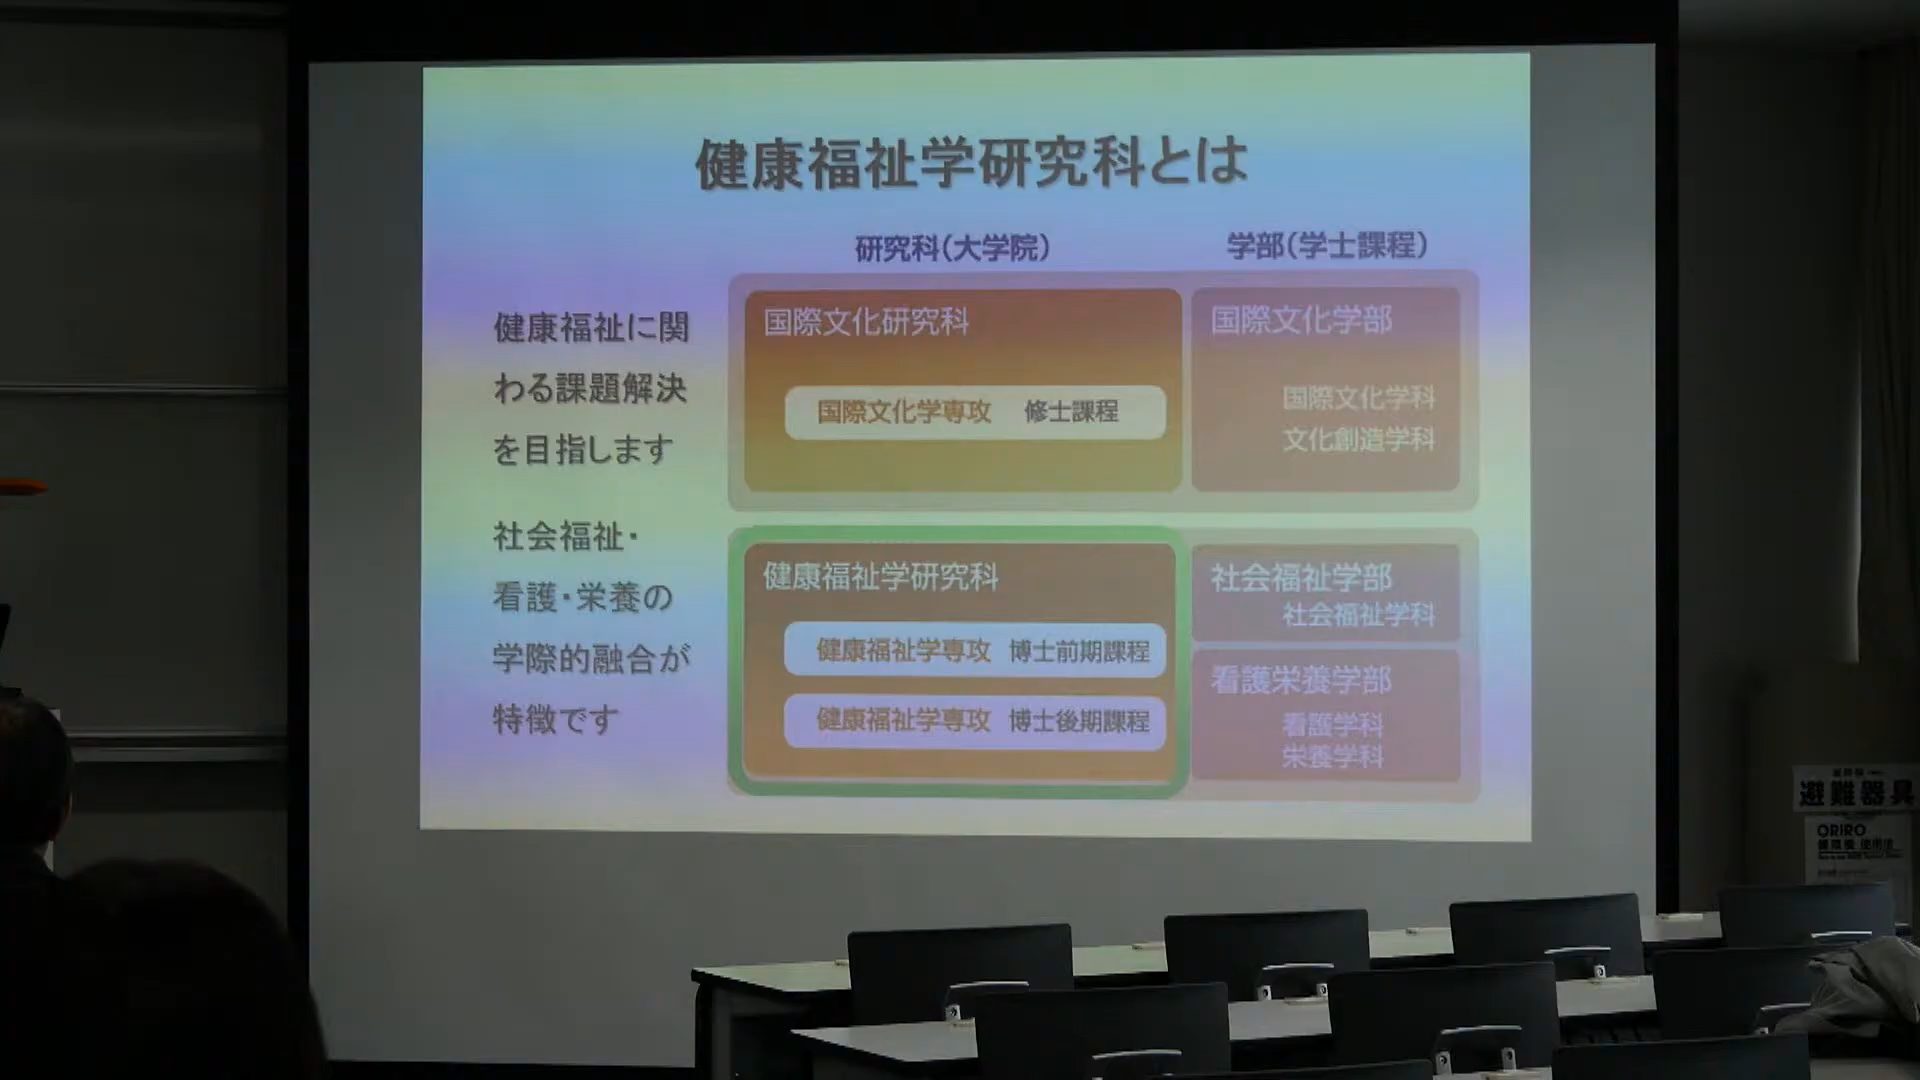 健康福祉学研究科とは
研究科(大学院)
学部(学士課程)
健康福祉に関
わる課題解決
を目指します
社会福祉・
看護・栄養の
学際的融合が
特徴です
国際文化研究科
国際文化学専攻 修士課程
国際文化学部
国際文化学科
文化創造学科
健康福祉学研究科
健康福祉学専攻 博士前期課程
健康福祉学専攻 博士後期課程
社会福祉学部
社会福祉学科
看護栄養学部
看護学科
栄養学科
避難器具
ORIRO